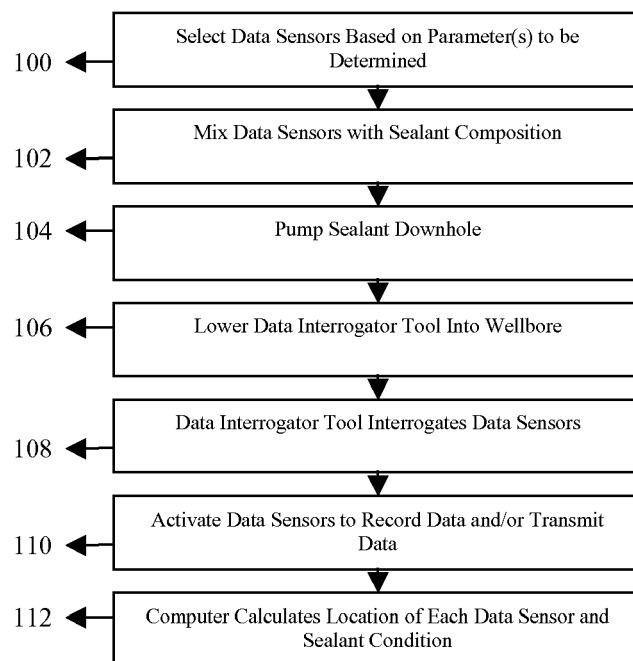 Select Data Sensors Based on Parameter(s) to be
Determined
100
Mix Data Sensors with Sealant Composition
102
Pump Sealant Downhole
104
Lower Data Interrogator Tool Into Wellbore
106
Data Interrogator Tool Interrogates Data Sensors
108
Activate Data Sensors to Record Data and/or Transmit
Data
110
Computer Calculates Location of Each Data Sensor and
Sealant Condition
112